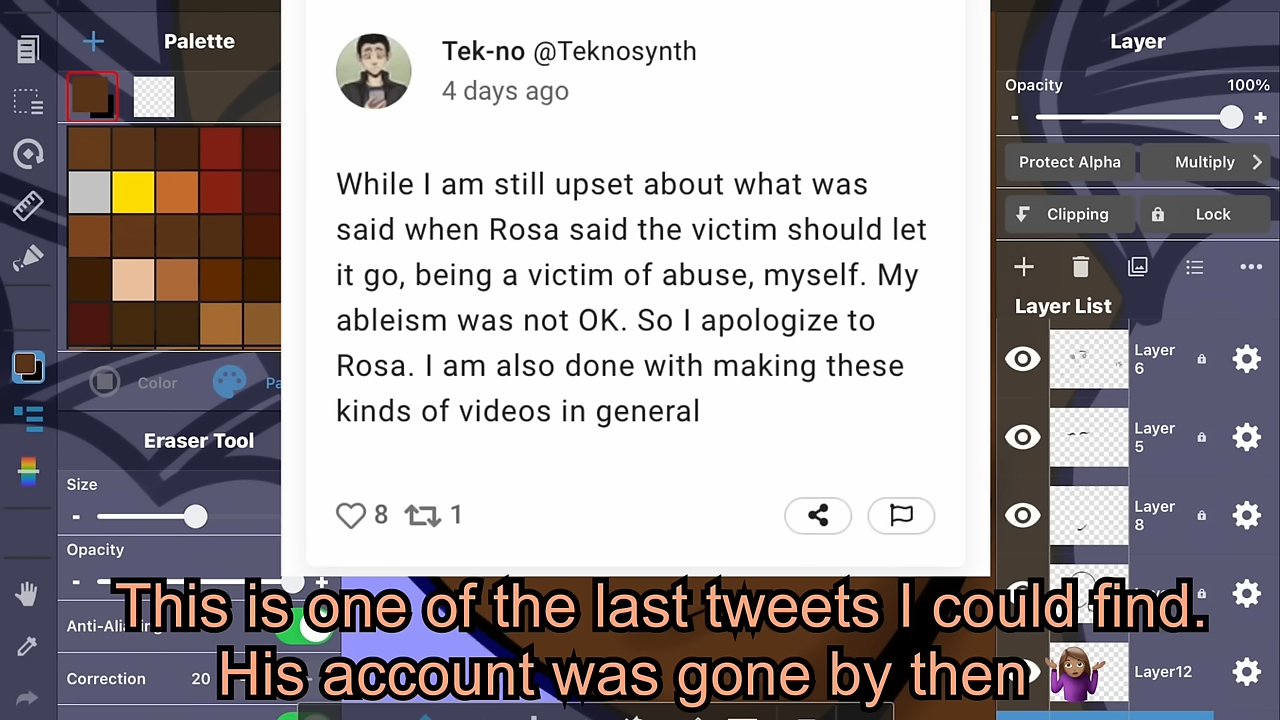 Palette
Tek-no @Teknosynth
4 days ago
While I am still upset about what was
said when Rosa said the victim should let
it go, being a victim of abuse, myself. My
ableism was not OK. So I apologize to
Rosa. I am also done with making these
kinds of videos in general
8 1
Color
Pa
Eraser Tool
Size
- 
Opacity
- +
Anti-Aliasing
Correction 20
Layer
Opacity 100%
- +
Protect Alpha Multiply
Clipping Lock
Layer List
Layer
6
Layer
5
Layer
8
Layer12
This is one of the last tweets I could find.
His account was gone by then 🤷🏽‍♀️